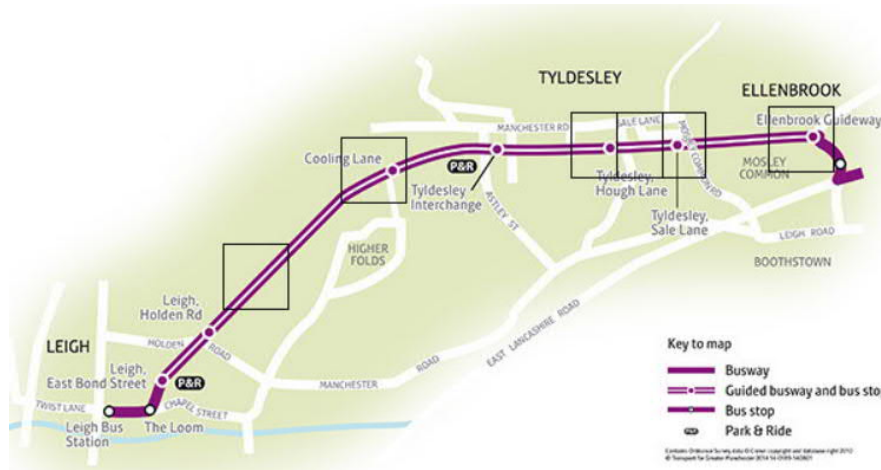 TYLDESLEY
ELLENBROOK
SALE LANE
Ellenbrook Guideway
MANCHESTER RD
Cooling Lane
P&R
Tyldesley
Interchange
ASTLEY ST
Tyldesley,
Hough Lane
MOSLEY COMMON RD
MOSLEY
COMMON
Tyldesley,
Sale Lane
LEIGH ROAD
BOOTHSTOWN
HIGHER
FOLDS
Leigh,
Holden Rd
EAST LANCASHIRE ROAD
LEIGH
HOLDEN ROAD
Leigh,
East Bond Street
P&R
MANCHESTER ROAD
TWIST LANE
CHAPEL STREET
Leigh Bus
Station
The Loom
Key to map
Busway
Guided busway and bus stop
Bus stop
P&R Park & Ride